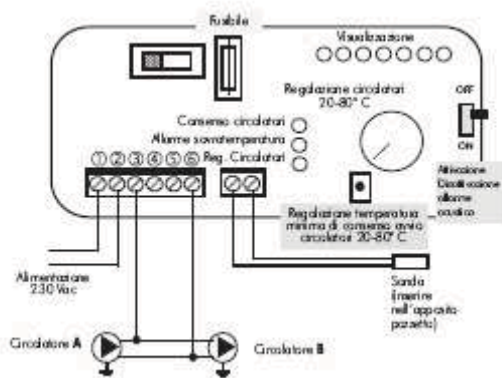 Fusibile
Visualizzazione
Regolazione circolatori
20-80° C
OFF
ON
Consenso circolatori
Allarme sovratemperatura
Reg. Circolatori
1 2 3 4 5 6
Attivazione
Disattivazione
allarme
acustico
Regolazione temperatura
minima di consenso avvio
circolatori 20-80° C
Alimentazione
230 Vac
Sonda
(inserire
nell'apposito
pozzetto)
Circolatore A
Circolatore B